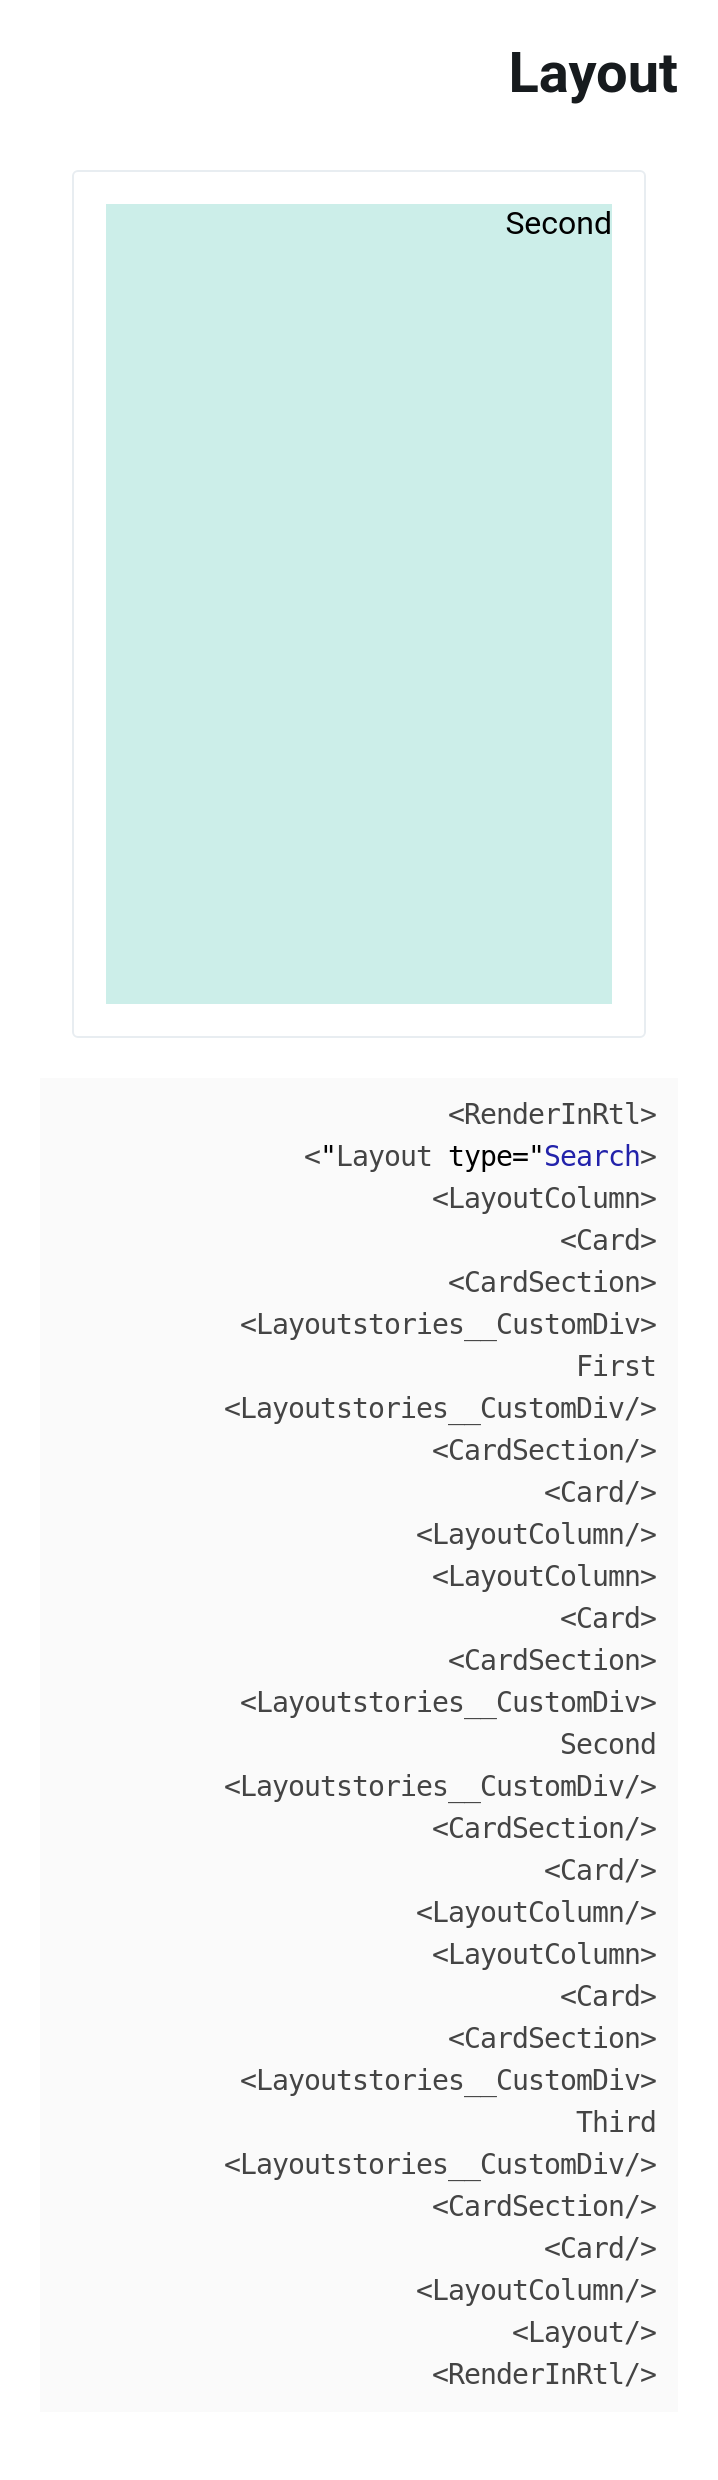 Layout
Second
<RenderInRtl>
<"Layout type="Search>
<LayoutColumn>
<Card>
<CardSection>
<Layoutstories__CustomDiv>
First
<Layoutstories__CustomDiv/>
<CardSection/>
<Card/>
<LayoutColumn/>
<LayoutColumn>
<Card>
<CardSection>
<Layoutstories__CustomDiv>
Second
<Layoutstories__CustomDiv/>
<CardSection/>
<Card/>
<LayoutColumn/>
<LayoutColumn>
<Card>
<CardSection>
<Layoutstories__CustomDiv>
Third
<Layoutstories__CustomDiv/>
<CardSection/>
<Card/>
<LayoutColumn/>
<Layout/>
<RenderInRtl/>